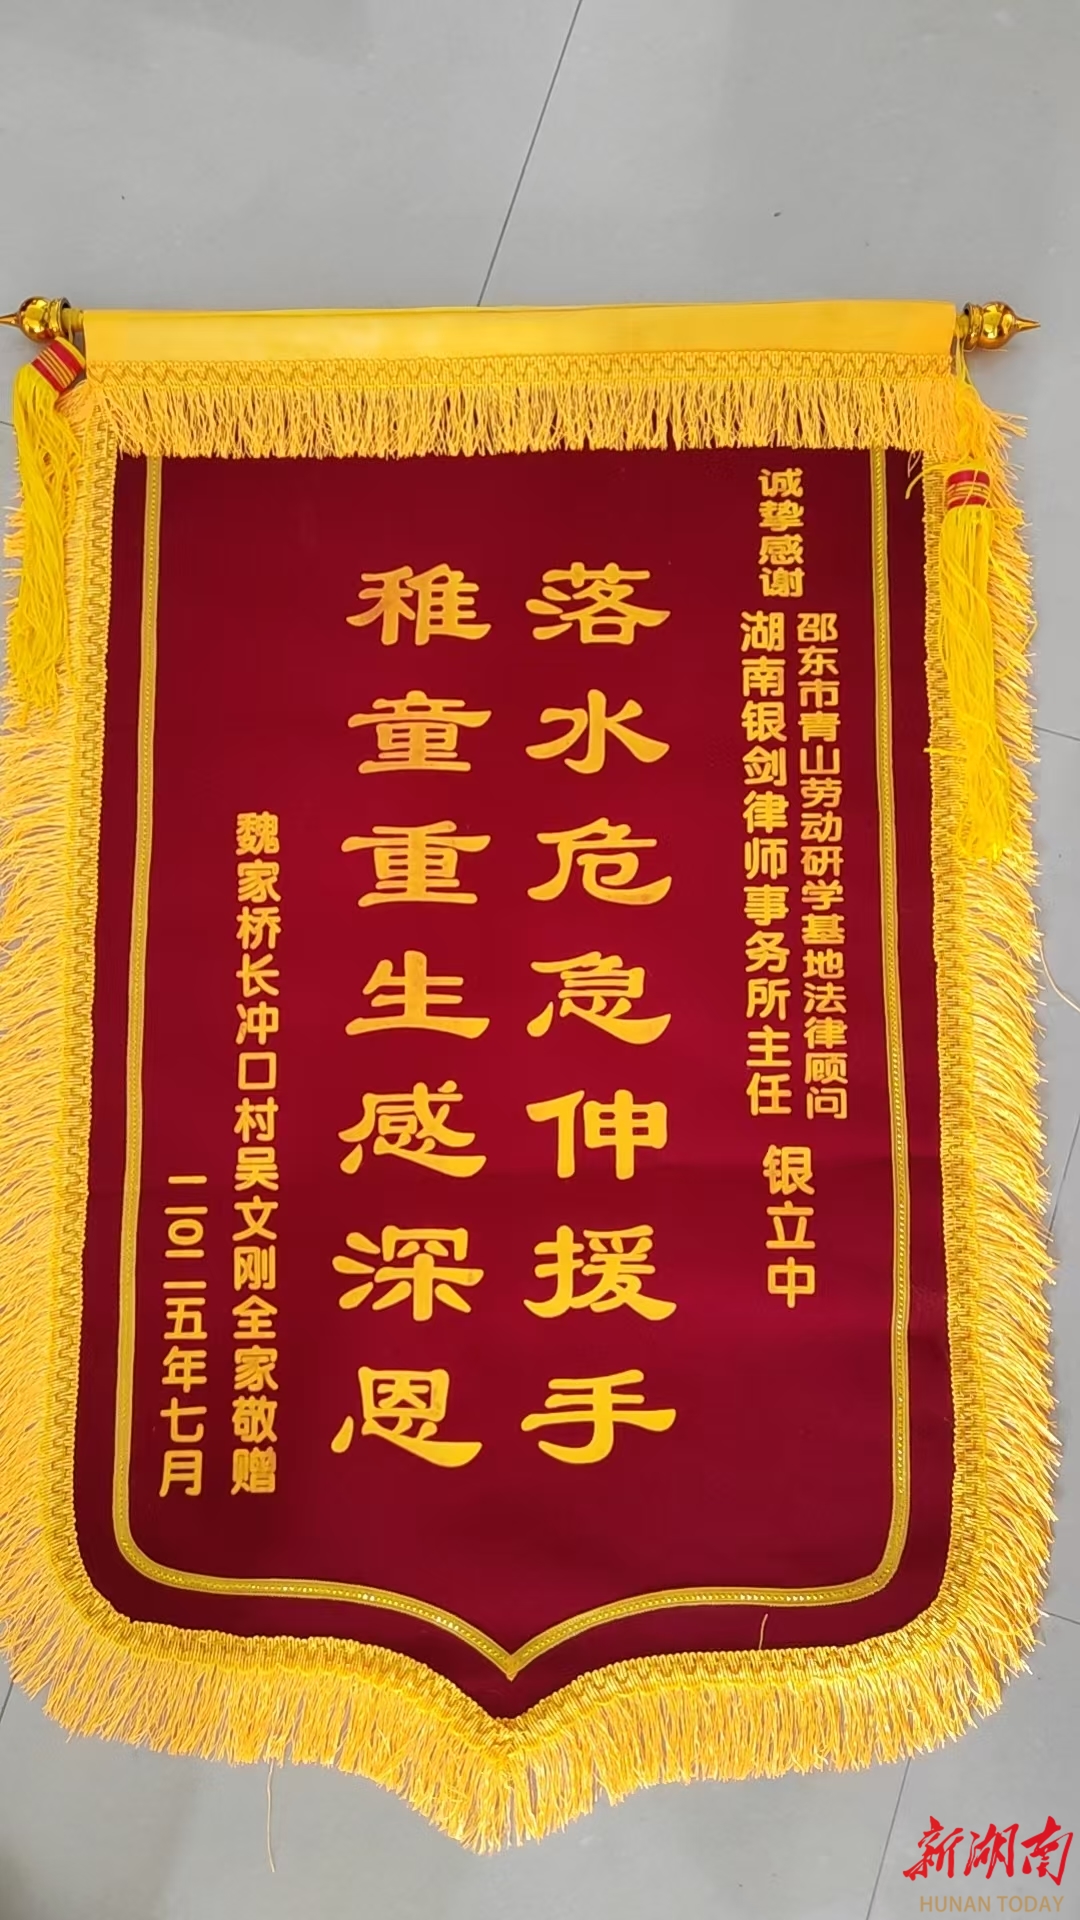 诚挚感谢
邵东市青山劳动研学基地法律顾问
湖南银剑律师事务所主任
银立中
落水危急伸援手
稚童重生感深恩
魏家桥长冲口村吴文刚全家敬赠
二〇二五年七月
新湖南
HUNAN TODAY